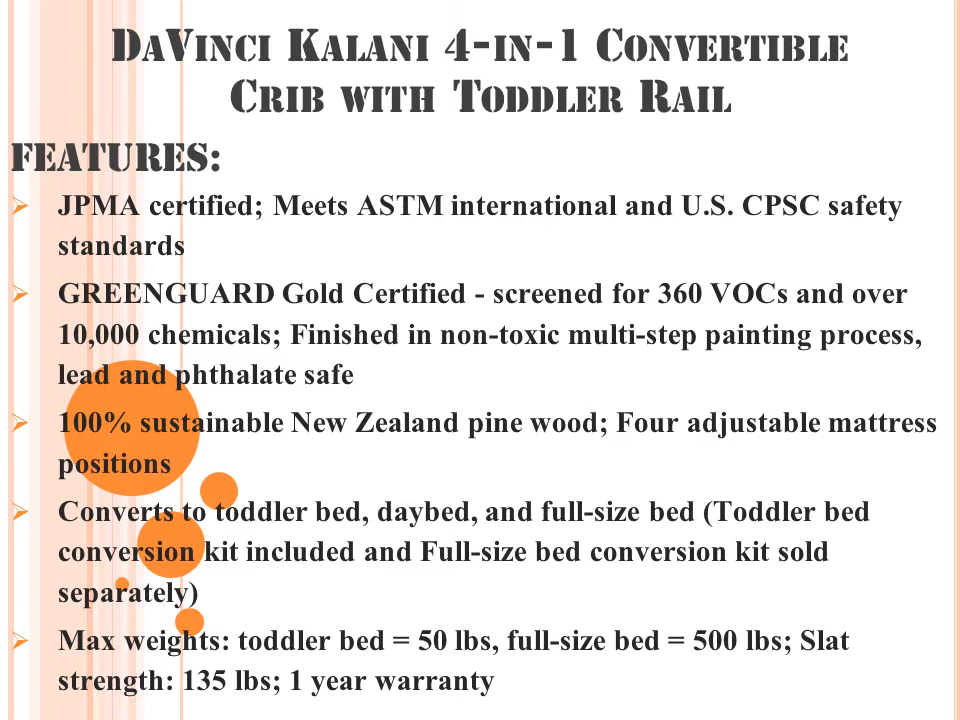 DaVinci Kalani 4-in-1 Convertible
Crib with Toddler Rail
FEATURES:
JPMA certified; Meets ASTM international and U.S. CPSC safety
standards
GREENGUARD Gold Certified - screened for 360 VOCs and over
10,000 chemicals; Finished in non-toxic multi-step painting process,
lead and phthalate safe
100% sustainable New Zealand pine wood; Four adjustable mattress
positions
Converts to toddler bed, daybed, and full-size bed (Toddler bed
conversion kit included and Full-size bed conversion kit sold
separately)
Max weights: toddler bed = 50 lbs, full-size bed = 500 lbs; Slat
strength: 135 lbs; 1 year warranty